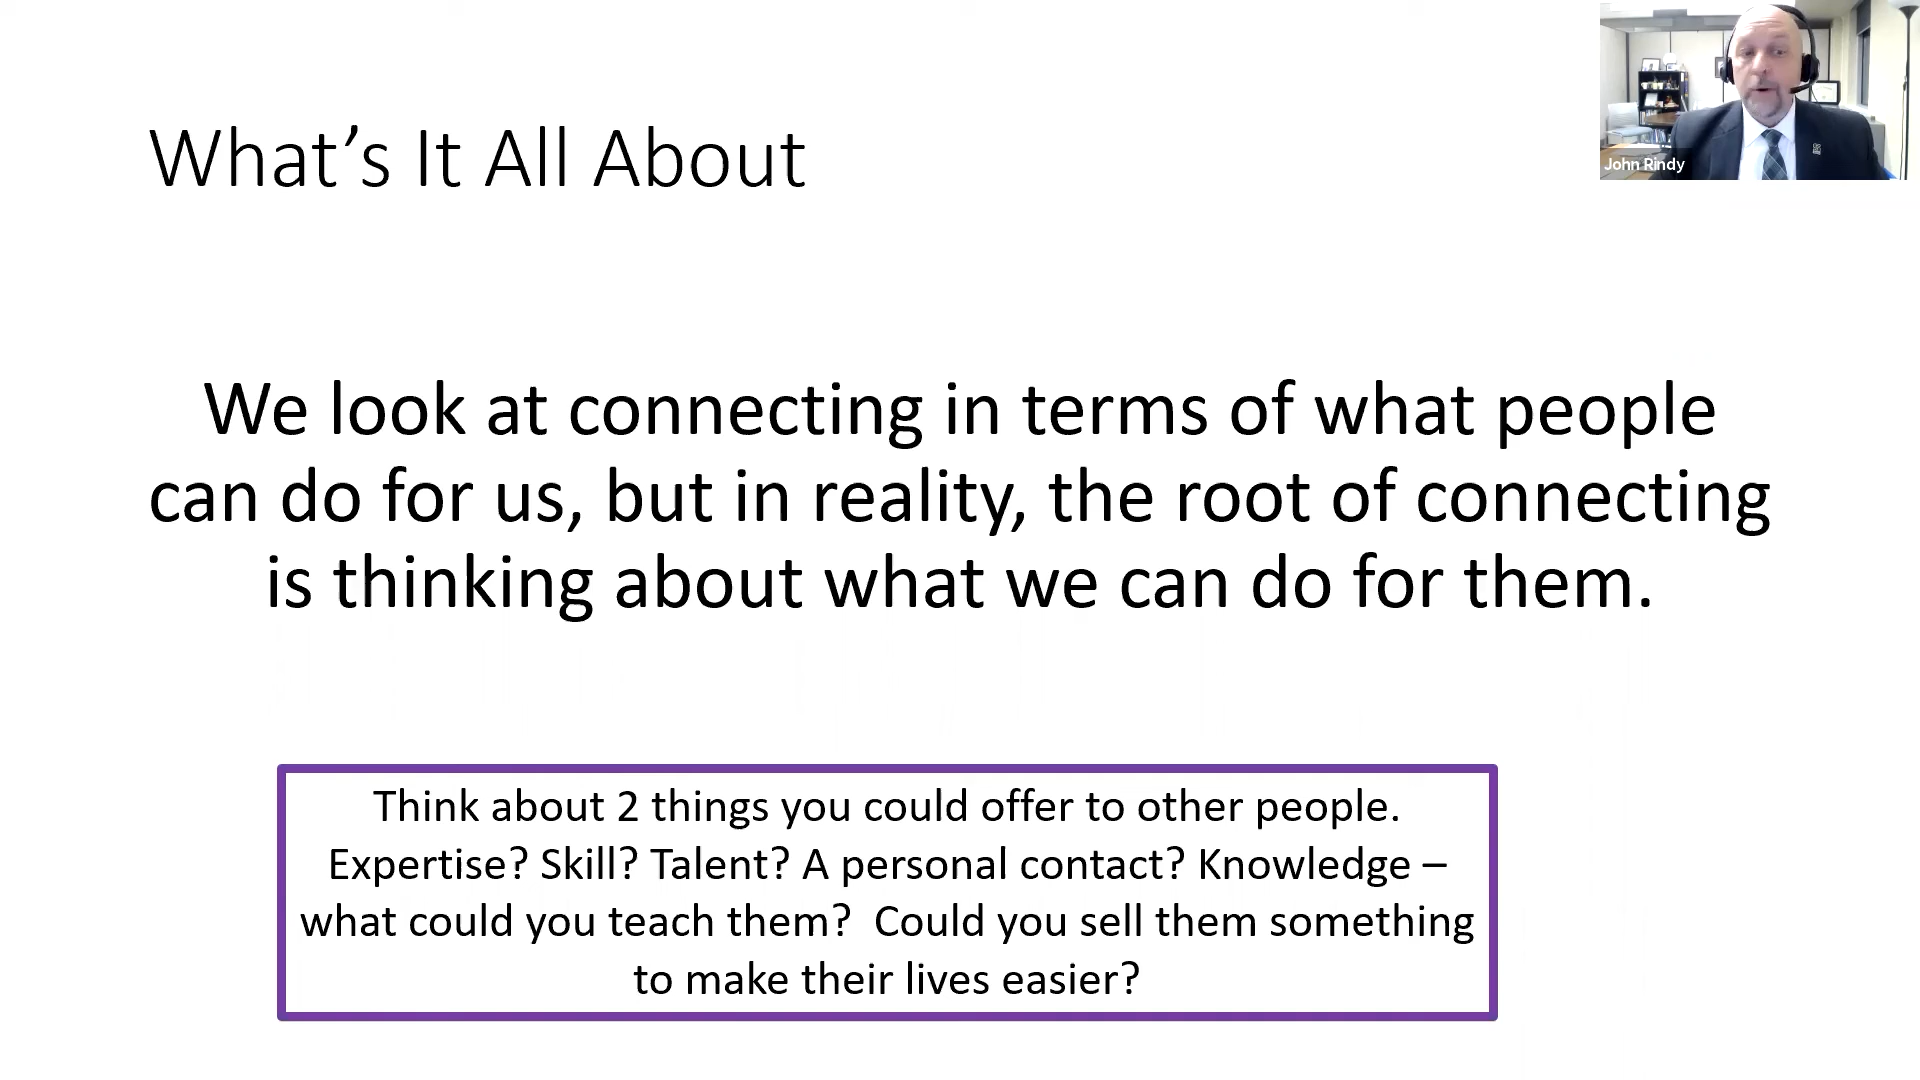 What’s It All About
John Rindy
We look at connecting in terms of what people
can do for us, but in reality, the root of connecting
is thinking about what we can do for them.
Think about 2 things you could offer to other people.
Expertise? Skill? Talent? A personal contact? Knowledge –
what could you teach them?  Could you sell them something
to make their lives easier?